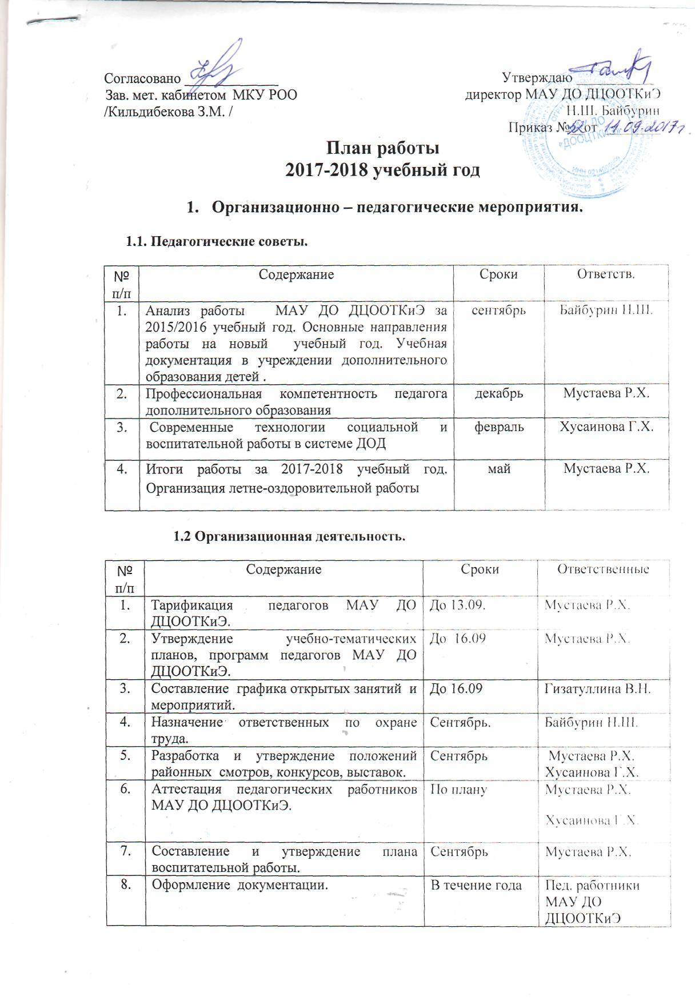 Согласовано
Утверждаю
Зав. мет. кабинетом МКУ РОО
директор МАУ ДО ДЦООТКиЭ
/Кильдибекова З.М. /
Н.Ш. Байбурин
Приказ № от 11.09.2017г.
План работы
2017-2018 учебный год
1. Организационно – педагогические мероприятия.
1.1. Педагогические советы.
№ п/п Содержание Сроки Ответств.
1. Анализ работы МАУ ДО ДЦООТКиЭ за сентябрь Байбурин Н.Ш.
2015/2016 учебный год. Основные направления
работы на новый учебный год. Учебная
документация в учреждении дополнительного
образования детей .
2. Профессиональная компетентность педагога декабрь Мустаева Р.Х.
дополнительного образования
3. Современные технологии социальной и февраль Хусаинова Г.Х.
воспитательной работы в системе ДОД
4. Итоги работы за 2017-2018 учебный год. май Мустаева Р.Х.
Организация летне-оздоровительной работы
1.2 Организационная деятельность.
№ п/п Содержание Сроки Ответственные
1. Тарификация педагогов МАУ ДО До 13.09. Мустаева Р.Х.
ДЦООТКиЭ.
2. Утверждение учебно-тематических До 16.09 Мустаева Р.Х.
планов, программ педагогов МАУ ДО
ДЦООТКиЭ.
3. Составление графика открытых занятий и До 16.09 Гизатуллина В.Н.
мероприятий.
4. Назначение ответственных по охране Сентябрь. Байбурин Н.Ш.
труда.
5. Разработка и утверждение положений Сентябрь Мустаева Р.Х.
районных смотров, конкурсов, выставок. Хусаинова Г.Х.
6. Аттестация педагогических работников По плану Мустаева Р.Х.
МАУ ДО ДЦООТКиЭ.
Хусаинова Г.Х.
7. Составление и утверждение плана Сентябрь Мустаева Р.Х.
воспитательной работы.
8. Оформление документации. В течение года Пед. работники
МАУ ДО
ДЦООТКиЭ